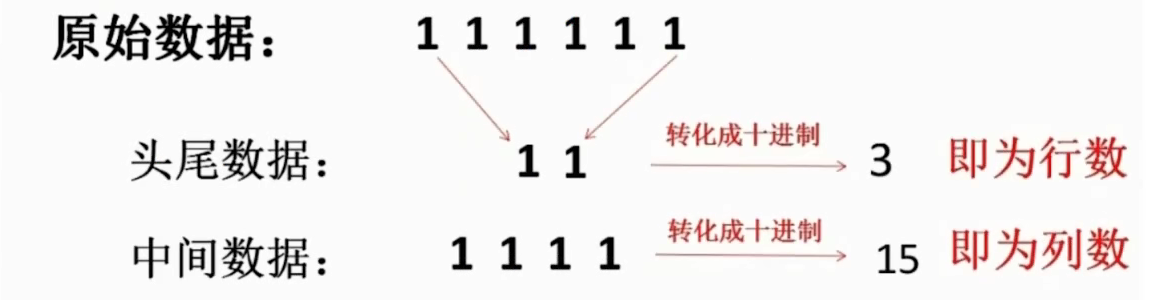 原始数据： 1 1 1 1 1 1
头尾数据： 1 1 转化成十进制 3 即为行数
中间数据： 1 1 1 1 转化成十进制 15 即为列数